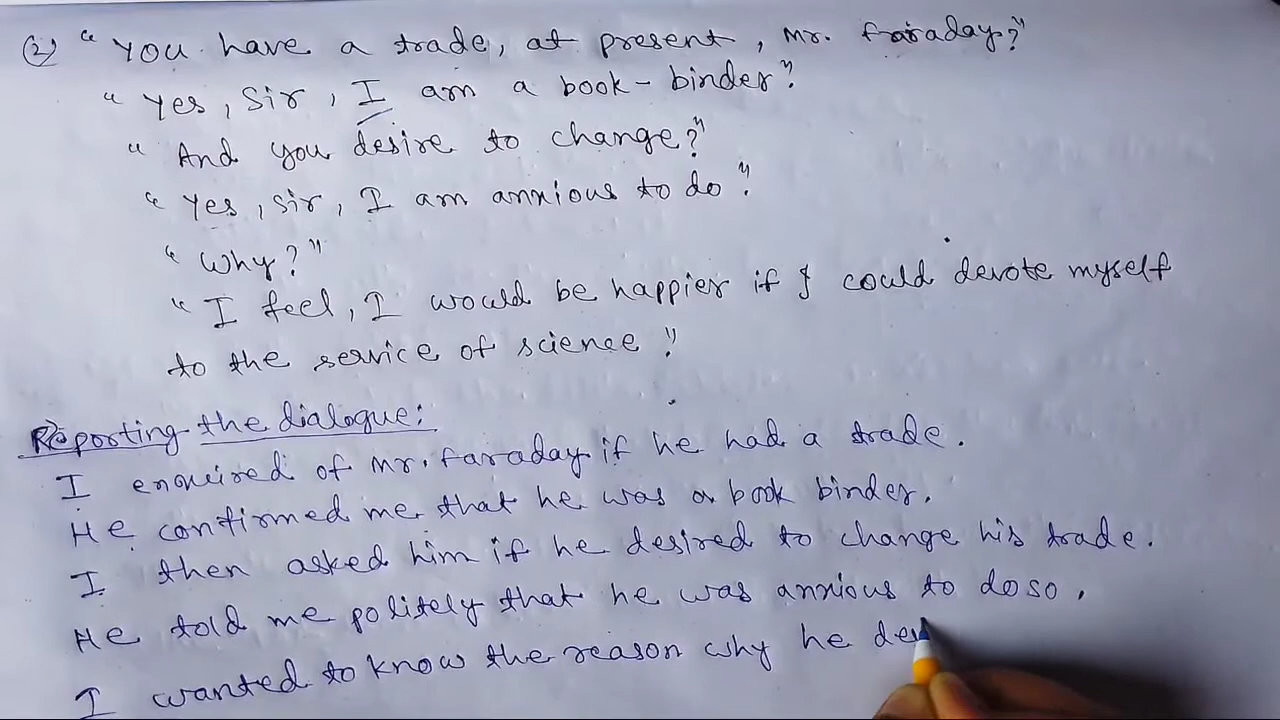 (2) "You have a trade, at present, Mr. Faraday?"
"Yes, Sir, I am a book-binder"
"And you desire to change?"
"Yes, sir, I am anxious to do".
"Why?"
"I feel, I would be happier if I could devote myself
to the service of science".
Reporting the dialogue:
I enquired of Mr. Faraday if he had a trade.
He confirmed me that he was a book binder.
I then asked him if he desired to change his trade.
He told me politely that he was anxious to do so.
I wanted to know the reason why he de